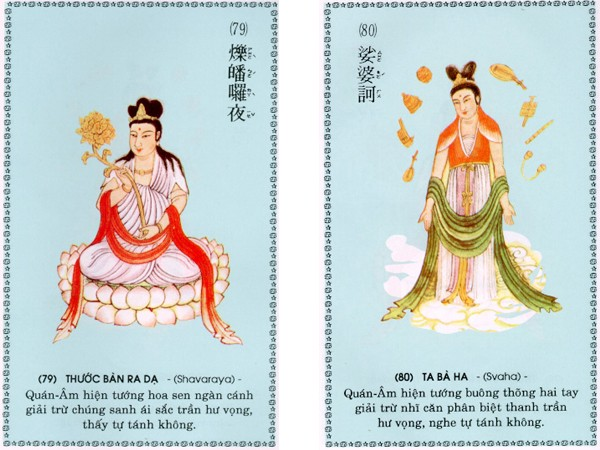 (79)
爍皤囉夜
(79) THƯỚC BÀN RA DẠ - (Shavaraya) -
Quán-Âm hiện tướng hoa sen ngàn cánh
giải trừ chúng sanh ái sắc trần hư vọng,
thấy tự tánh không.
(80)
娑婆訶
(80) TA BÀ HA - (Svaha) -
Quán-Âm hiện tướng buông thõng hai tay
giải trừ nhĩ căn phân biệt thanh trần
hư vọng, nghe tự tánh không.